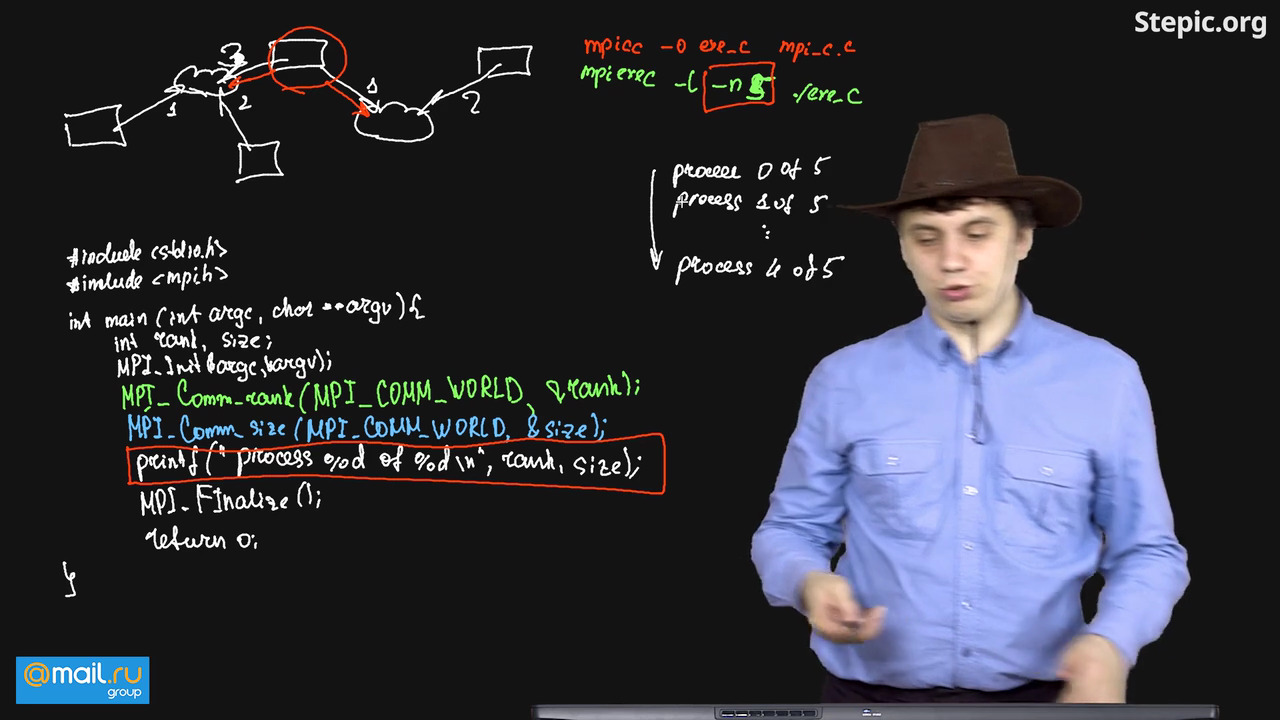 Stepic.org
3
1
2
1
2
mpicc -o exe_c mpi_c.c
mpiexec -l -n 5 ./exe_c
process 0 of 5
process 1 of 5
⋮
process 4 of 5
#include <stdio.h>
#include <mpi.h>
int main (int argc, char **argv){
int rank, size;
MPI_Init(&argc,&argv);
MPI_Comm_rank(MPI_COMM_WORLD, &rank);
MPI_Comm_size(MPI_COMM_WORLD, &size);
printf("process %d of %d\n", rank, size);
MPI_FInalize();
return 0;
}
@mail.ru
group